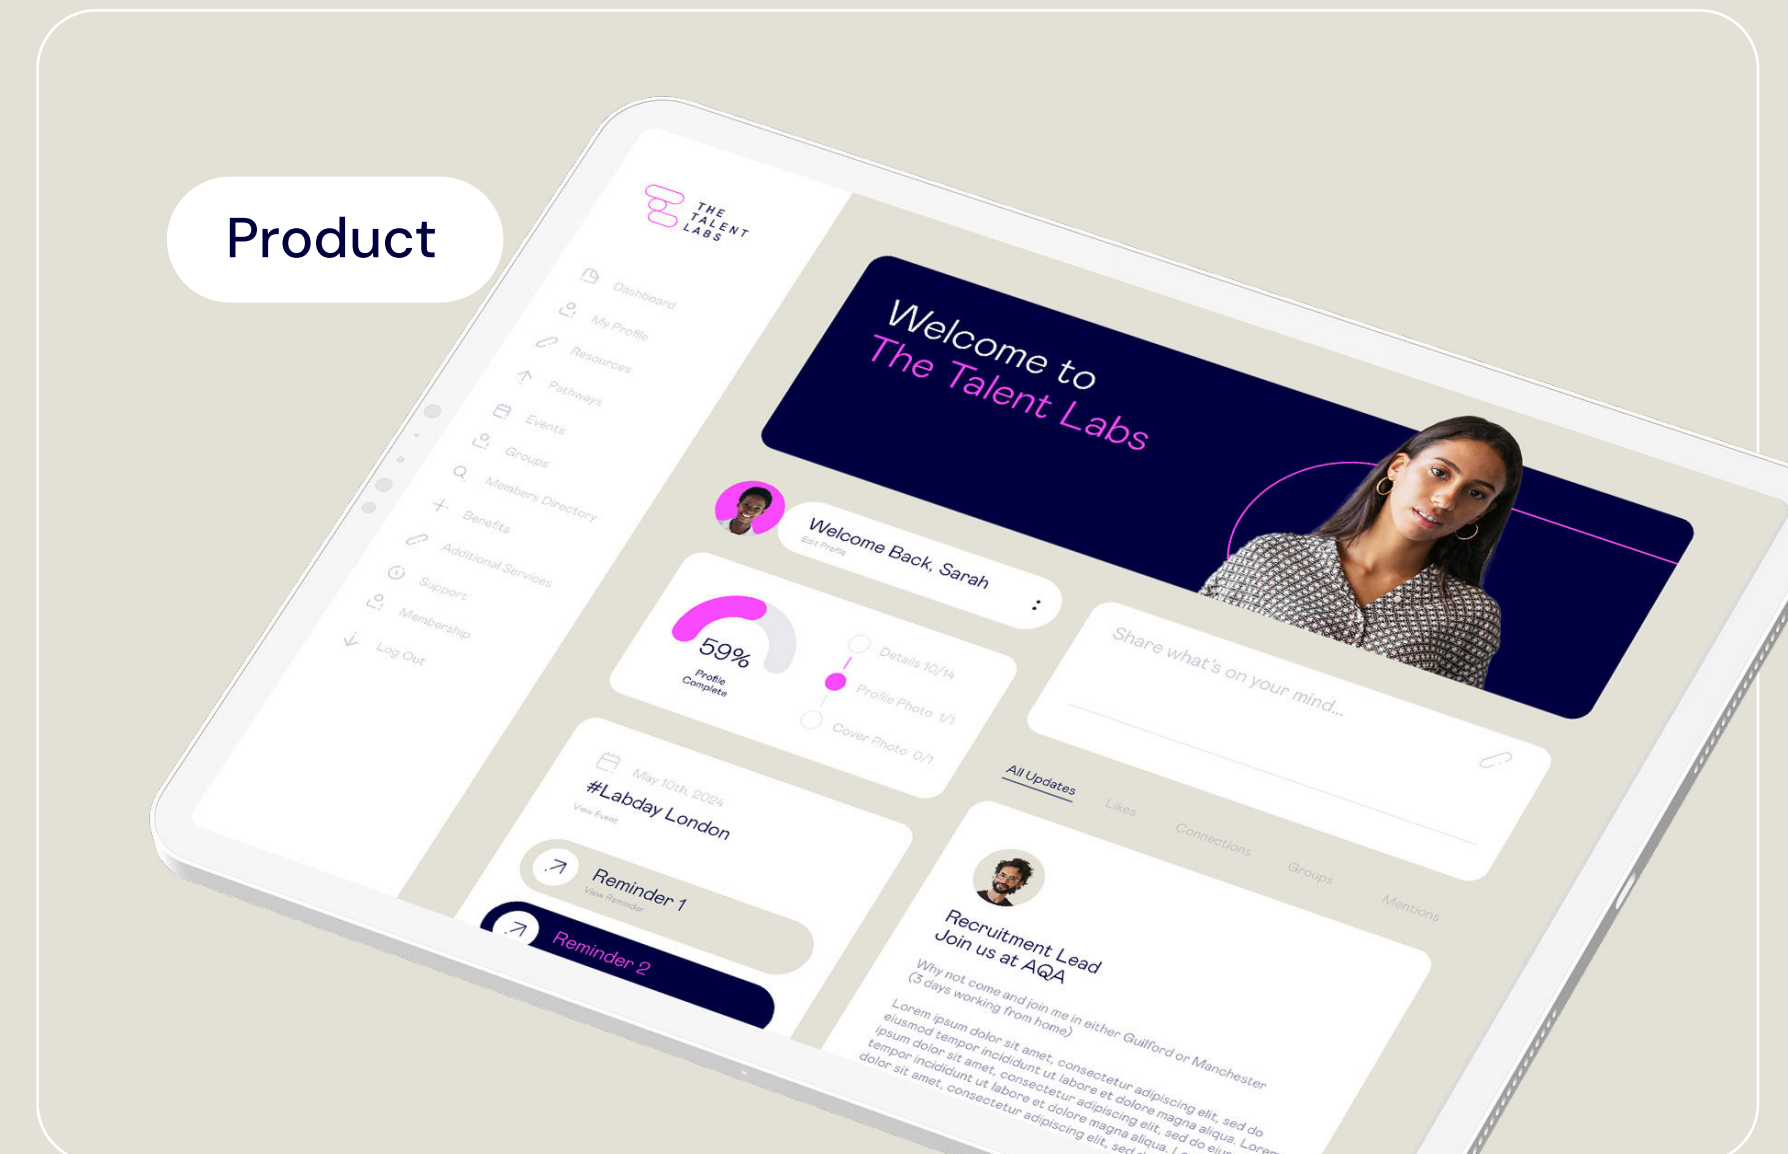 Product
THE
TALENT
LABS
Dashboard
My Profile
Resources
Pathways
Events
Groups
Members Directory
Benefits
Additional Services
Support
Membership
Log Out
Welcome to
The Talent Labs
Welcome Back, Sarah
Edit Profile
59%
Profile
Complete
Details 10/14
Profile Photo 1/1
Cover Photo 0/1
May 10th, 2024
#Labday London
View Event
Reminder 1
View Reminder
Reminder 2
Share what's on your mind...
All Updates
Likes
Connections
Groups
Mentions
Recruitment Lead
Join us at AQA
Why not come and join me in either Guilford or Manchester
(3 days working from home)
Lorem ipsum dolor sit amet, consectetur adipiscing elit, sed do
eiusmod tempor incididunt ut labore et dolore magna aliqua. Lorem
ipsum dolor sit amet, consectetur adipiscing elit, sed do eius
tempor incididunt ut labore et dolore magna aliqua.
dolor sit amet, consectetur adipiscing elit, sed